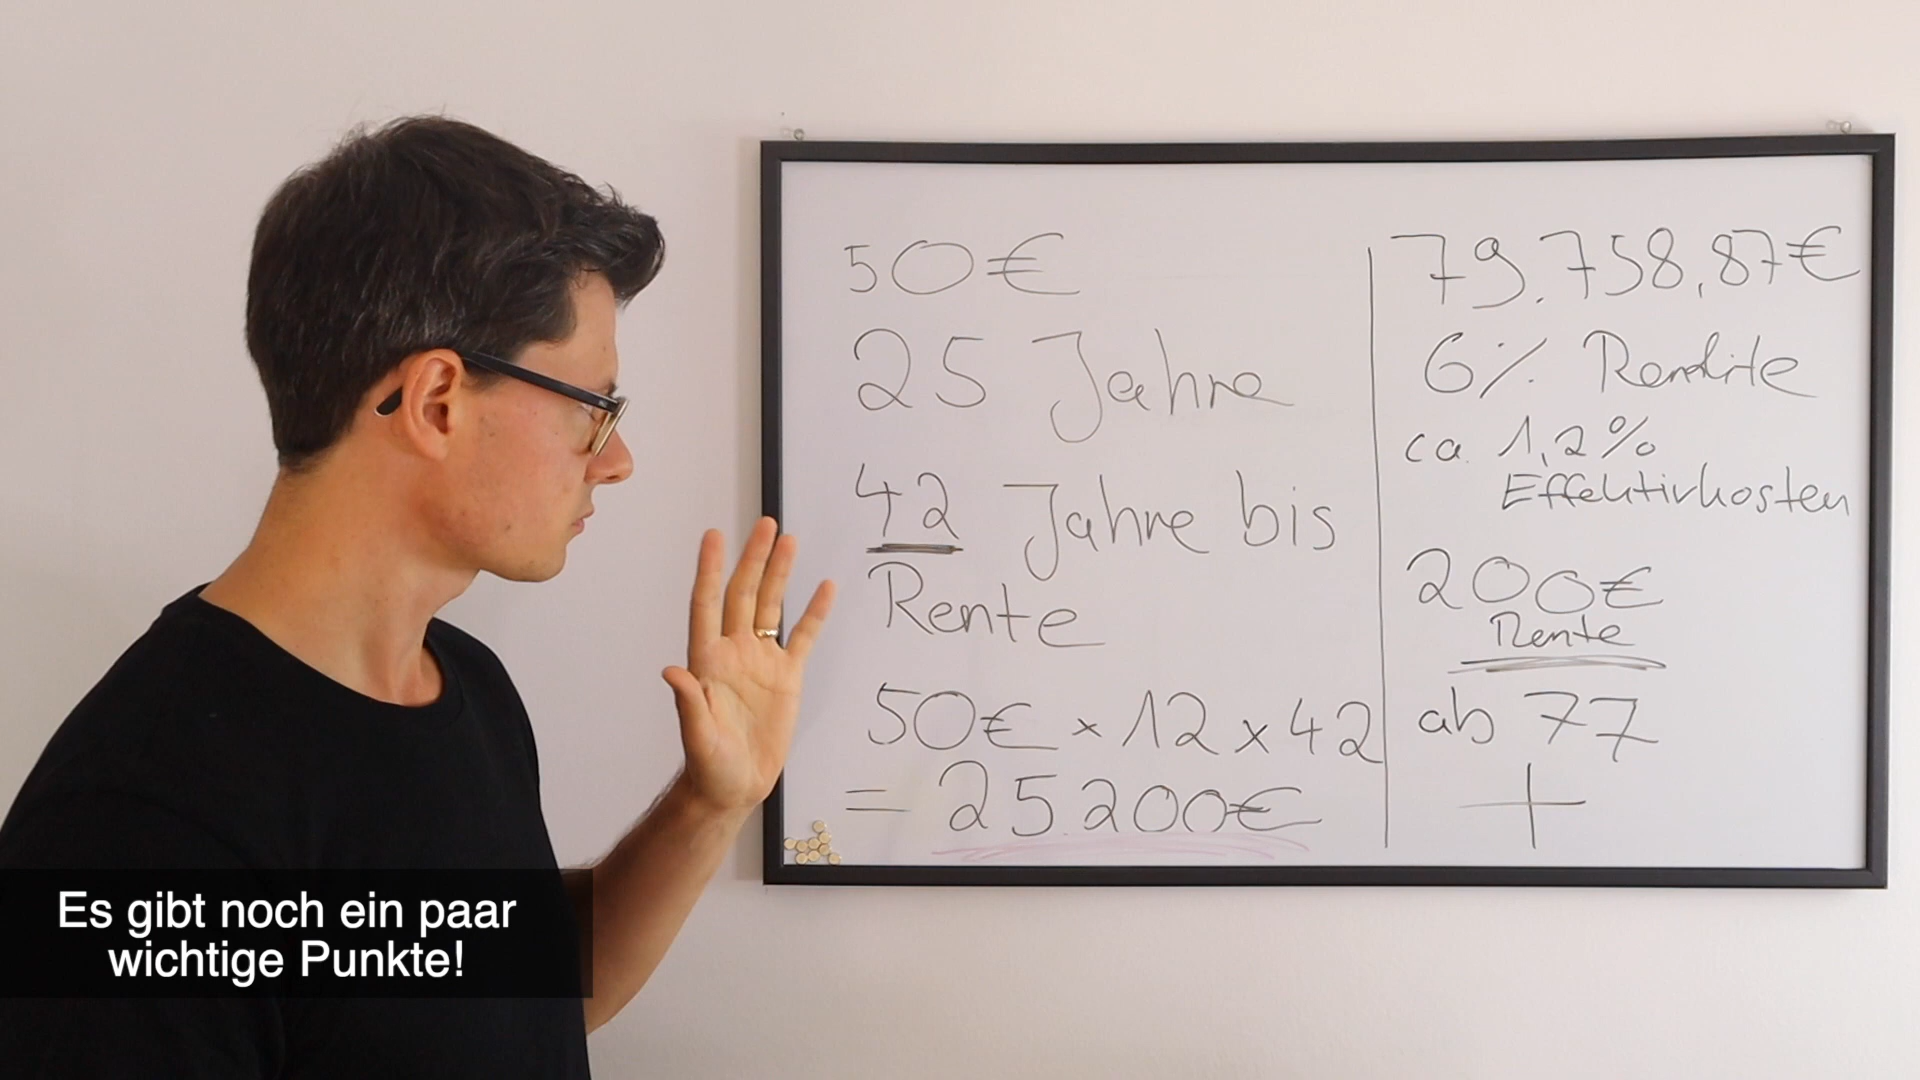 50€
25 Jahre
42 Jahre bis
Rente
50€ x 12 x 42
= 25.200€
79.758,87€
6% Rendite
ca. 1,2%
Effektivkosten
200€
Rente
ab 77
+
Es gibt noch ein paar
wichtige Punkte!